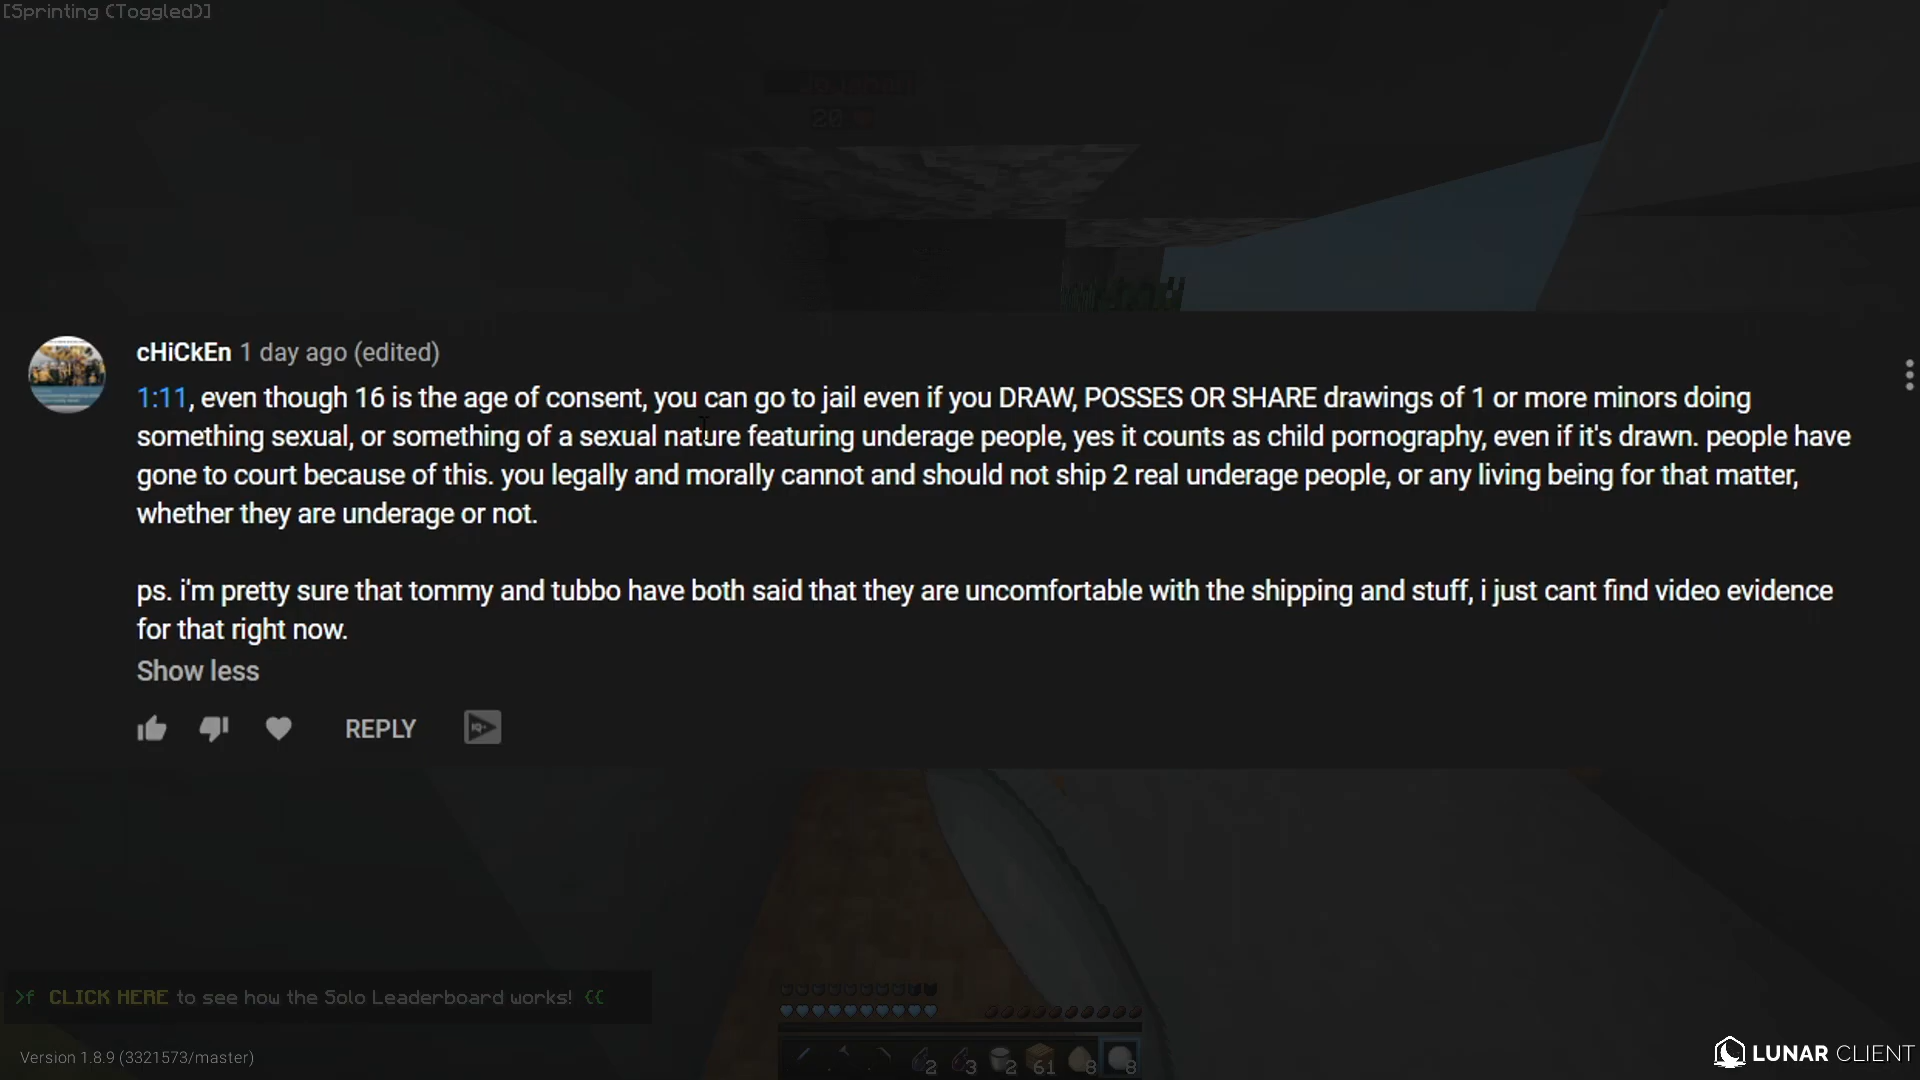 [Sprinting (Toggled)]
20
cHiCkEn 1 day ago (edited)
1:11, even though 16 is the age of consent, you can go to jail even if you DRAW, POSSES OR SHARE drawings of 1 or more minors doing
something sexual, or something of a sexual nature featuring underage people, yes it counts as child pornography, even if it's drawn. people have
gone to court because of this. you legally and morally cannot and should not ship 2 real underage people, or any living being for that matter,
whether they are underage or not.
ps. i'm pretty sure that tommy and tubbo have both said that they are uncomfortable with the shipping and stuff, i just cant find video evidence
for that right now.
Show less
REPLY
CLICK HERE to see how the Solo Leaderboard works!
2 3 2 61 8 8
Version 1.8.9 (3321573/master)
LUNAR CLIENT